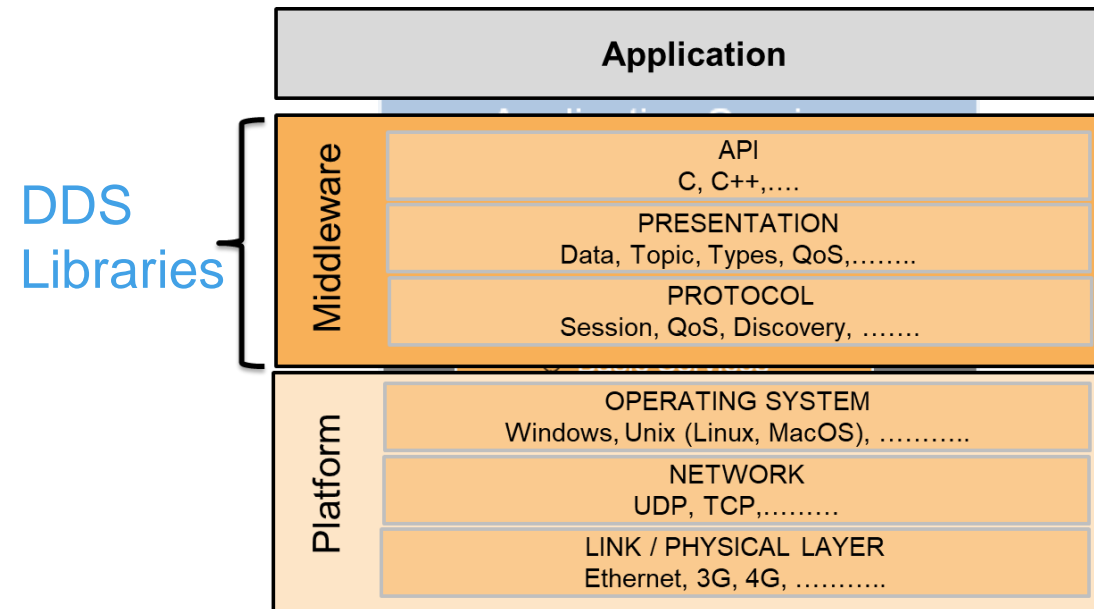 Application
DDS
Libraries
Middleware
API
C, C++,....
PRESENTATION
Data, Topic, Types, QoS,........
PROTOCOL
Session, QoS, Discovery, .......
Platform
OPERATING SYSTEM
Windows, Unix (Linux, MacOS), ...........
NETWORK
UDP, TCP,.........
LINK / PHYSICAL LAYER
Ethernet, 3G, 4G, ...........